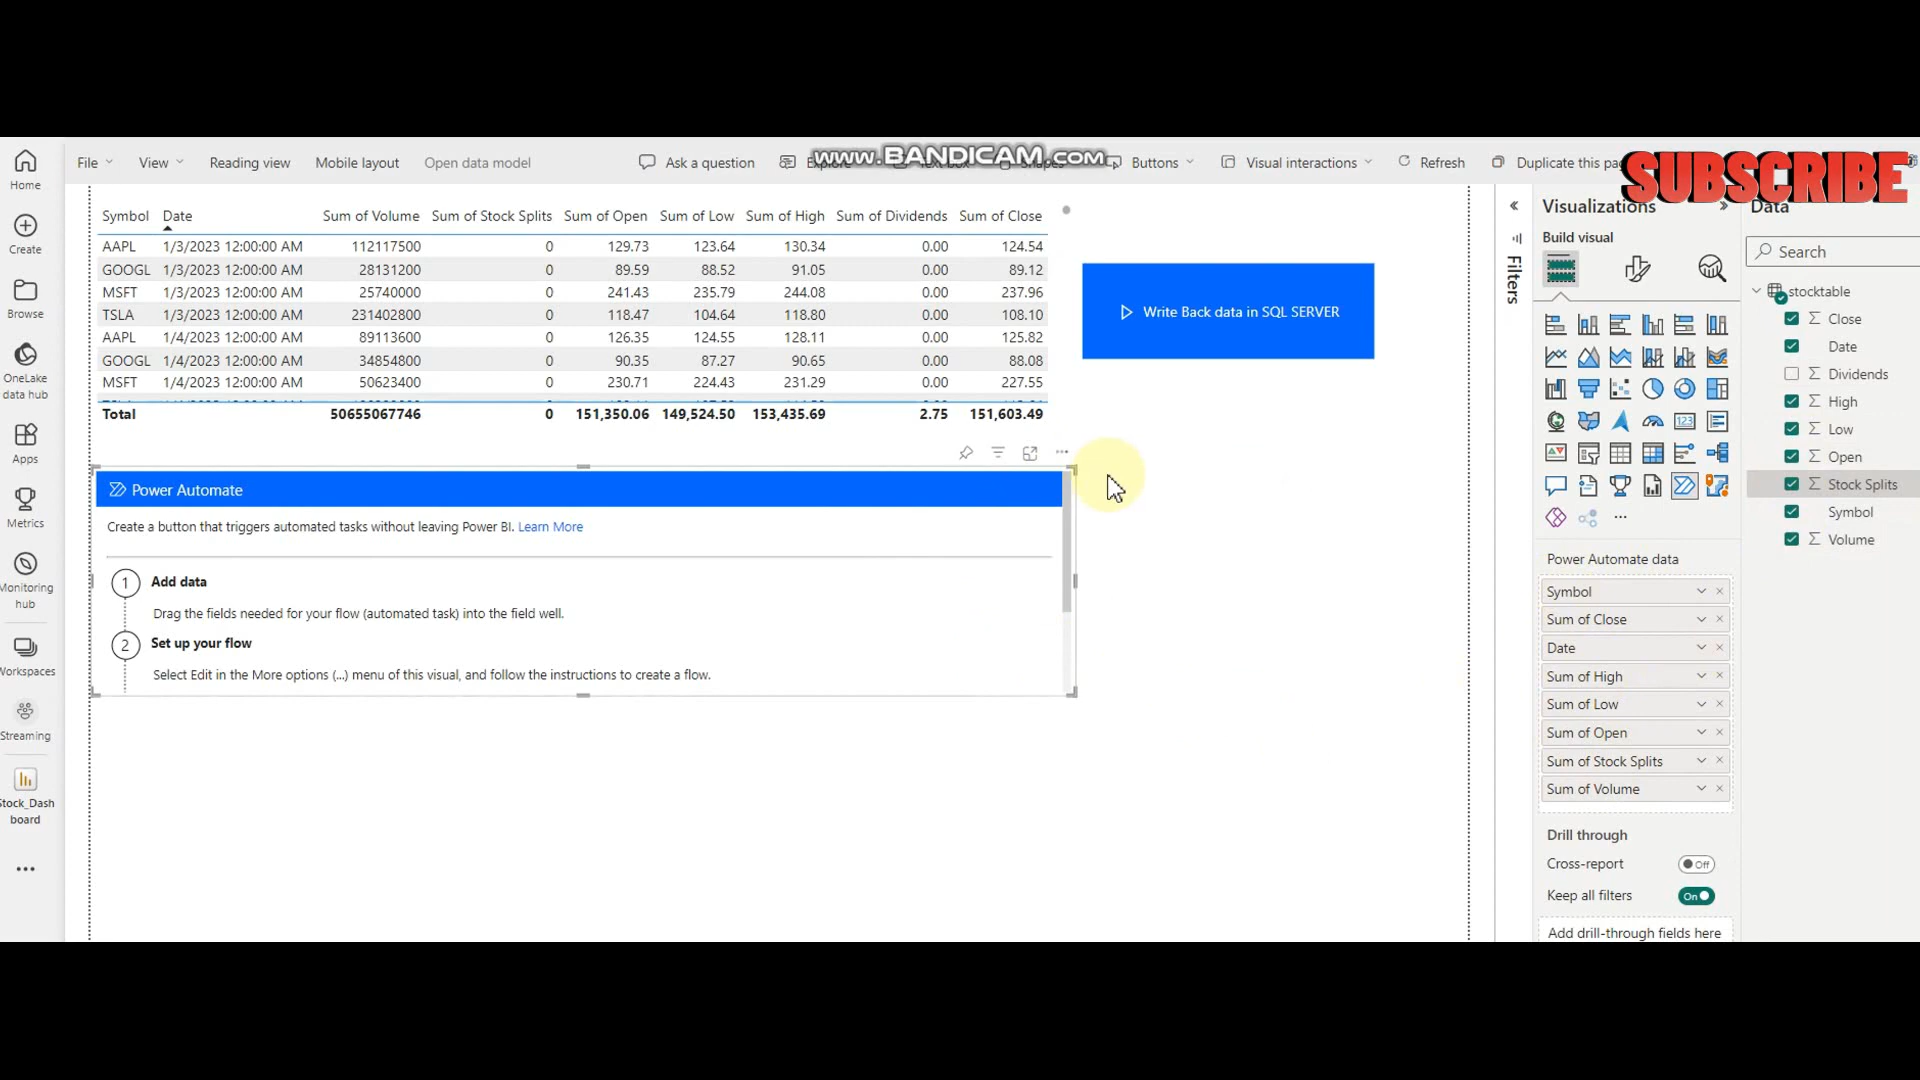 www.BANDICAM.COM
SUBSCRIBE
File
View
Reading view
Mobile layout
Open data model
Ask a question
Buttons
Visual interactions
Refresh
Duplicate this
Home
Create
Browse
OneLake
data hub
Apps
Metrics
Monitoring
hub
Workspaces
Streaming
Stock_Dash
board
Symbol Date Sum of Volume Sum of Stock Splits Sum of Open Sum of Low Sum of High Sum of Dividends Sum of Close
AAPL 1/3/2023 12:00:00 AM 112117500 0 129.73 123.64 130.34 0.00 124.54
GOOGL 1/3/2023 12:00:00 AM 28131200 0 89.59 88.52 91.05 0.00 89.12
MSFT 1/3/2023 12:00:00 AM 25740000 0 241.43 235.79 244.08 0.00 237.96
TSLA 1/3/2023 12:00:00 AM 231402800 0 118.47 104.64 118.80 0.00 108.10
AAPL 1/4/2023 12:00:00 AM 89113600 0 126.35 124.55 128.11 0.00 125.82
GOOGL 1/4/2023 12:00:00 AM 34854800 0 90.35 87.27 90.65 0.00 88.08
MSFT 1/4/2023 12:00:00 AM 50623400 0 230.71 224.43 231.29 0.00 227.55
Total 50655067746 0 151,350.06 149,524.50 153,435.69 2.75 151,603.49
Write Back data in SQL SERVER
Power Automate
Create a button that triggers automated tasks without leaving Power BI. Learn More
1 Add data
Drag the fields needed for your flow (automated task) into the field well.
2 Set up your flow
Select Edit in the More options (...) menu of this visual, and follow the instructions to create a flow.
Filters
Visualizations
Build visual
123
Power Automate data
Symbol
Sum of Close
Date
Sum of High
Sum of Low
Sum of Open
Sum of Stock Splits
Sum of Volume
Drill through
Cross-report Off
Keep all filters On
Add drill-through fields here
Data
Search
stocktable
Close
Date
Dividends
High
Low
Open
Stock Splits
Symbol
Volume